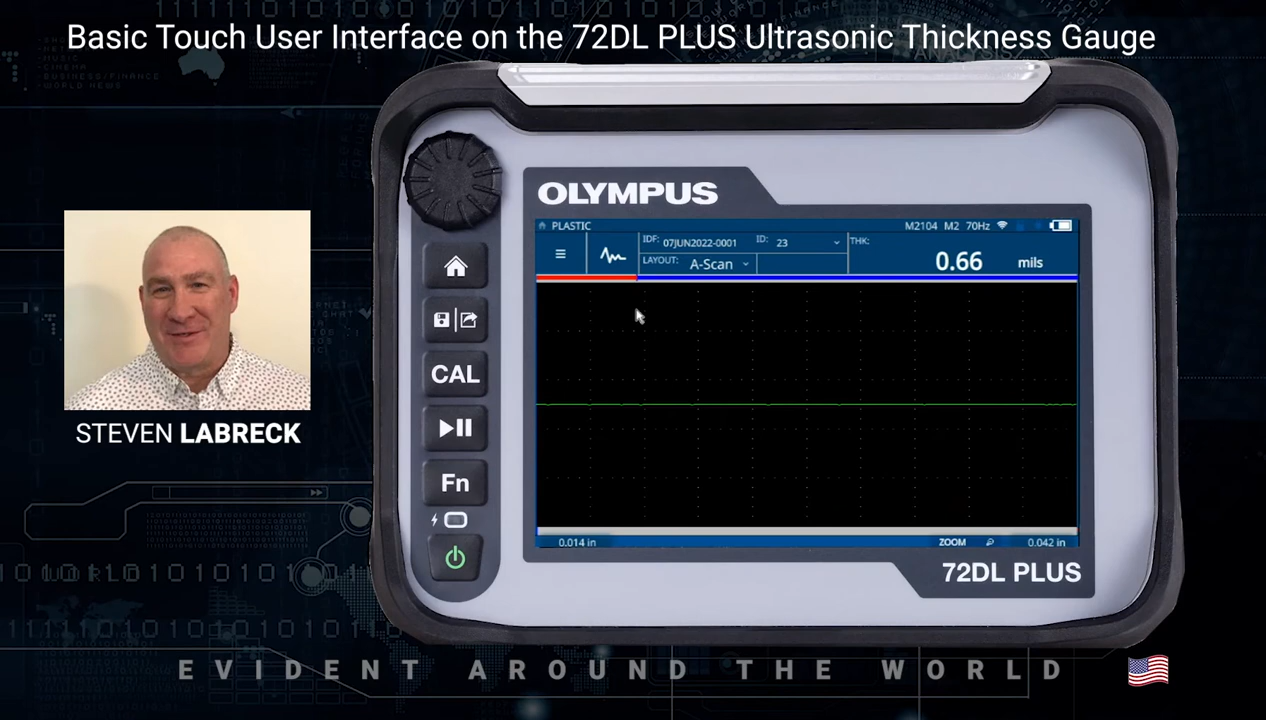 Basic Touch User Interface on the 72DL PLUS Ultrasonic Thickness Gauge
STEVEN LABRECK
OLYMPUS
PLASTIC
M2104 M2 70Hz
IDF: 07JUN2022-0001 ID: 23
THK:
0.66 mils
LAYOUT: A-Scan
CAL
Fn
0.014 in
ZOOM
0.042 in
72DL PLUS
EVIDENT AROUND THE WORLD